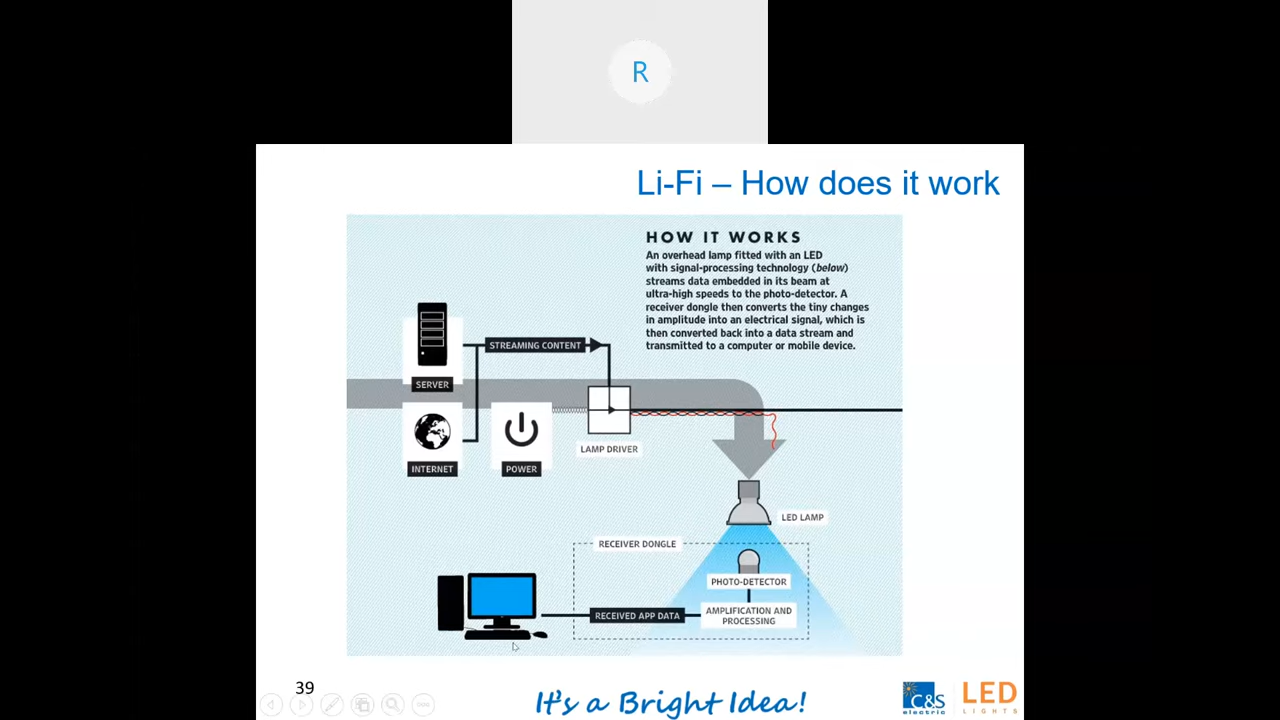 R
Li-Fi – How does it work
HOW IT WORKS
An overhead lamp fitted with an LED
with signal-processing technology (below)
streams data embedded in its beam at
ultra-high speeds to the photo-detector. A
receiver dongle then converts the tiny changes
in amplitude into an electrical signal, which is
then converted back into a data stream and
transmitted to a computer or mobile device.
STREAMING CONTENT
SERVER
INTERNET
POWER
LAMP DRIVER
LED LAMP
RECEIVER DONGLE
PHOTO-DETECTOR
RECEIVED APP DATA
AMPLIFICATION AND
PROCESSING
39
It's a Bright Idea!
C&S
electric
LED
LIGHTS